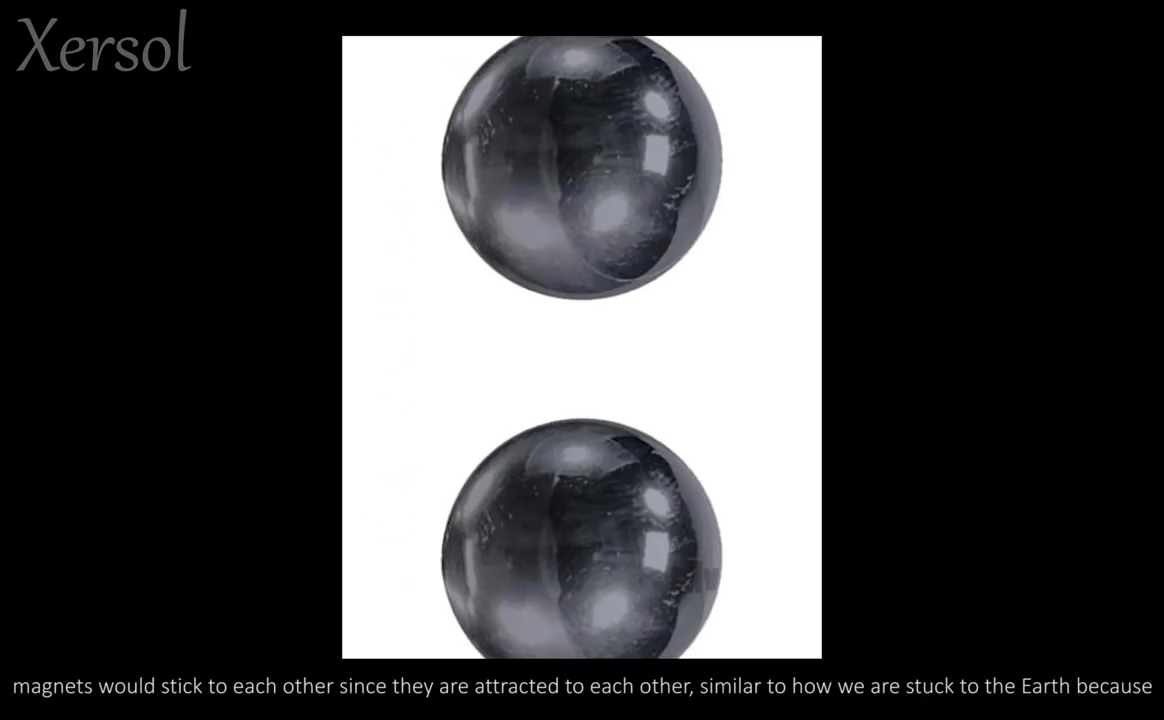 Xersol
magnets would stick to each other since they are attracted to each other, similar to how we are stuck to the Earth because